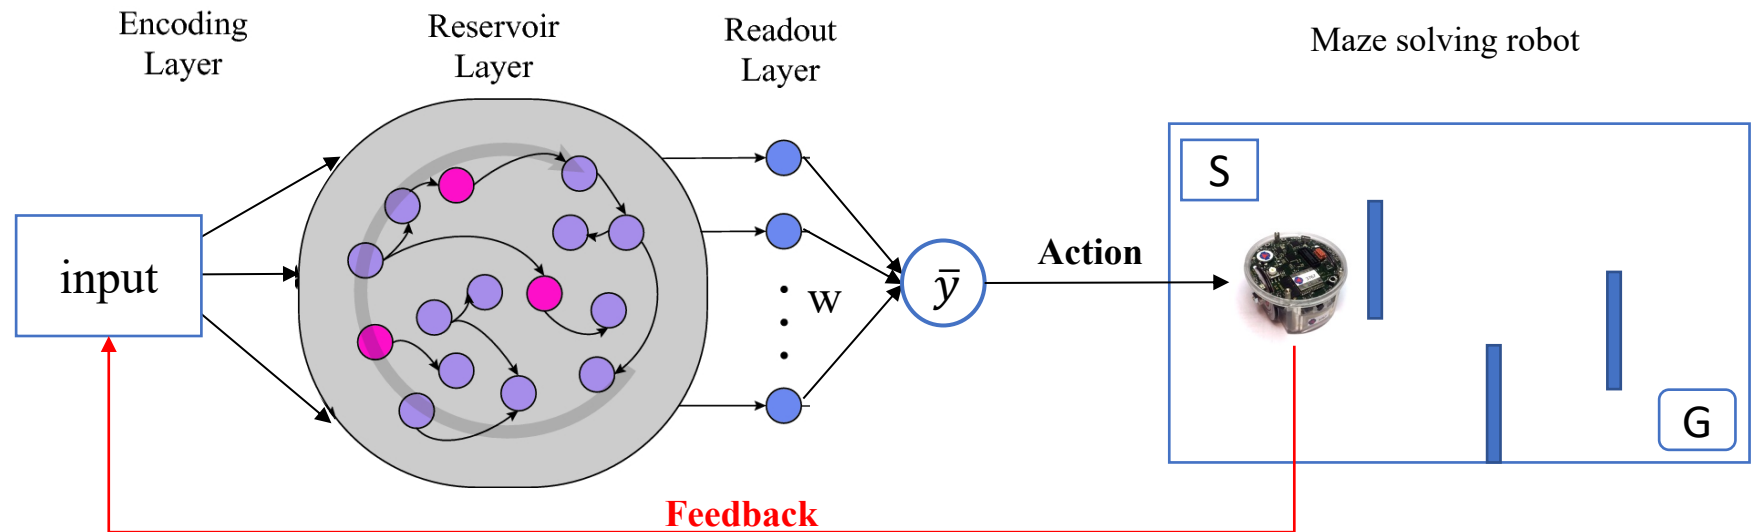 Encoding
Layer
Reservoir
Layer
Readout
Layer
Maze solving robot
input
w
ȳ
Action
S
G
Feedback